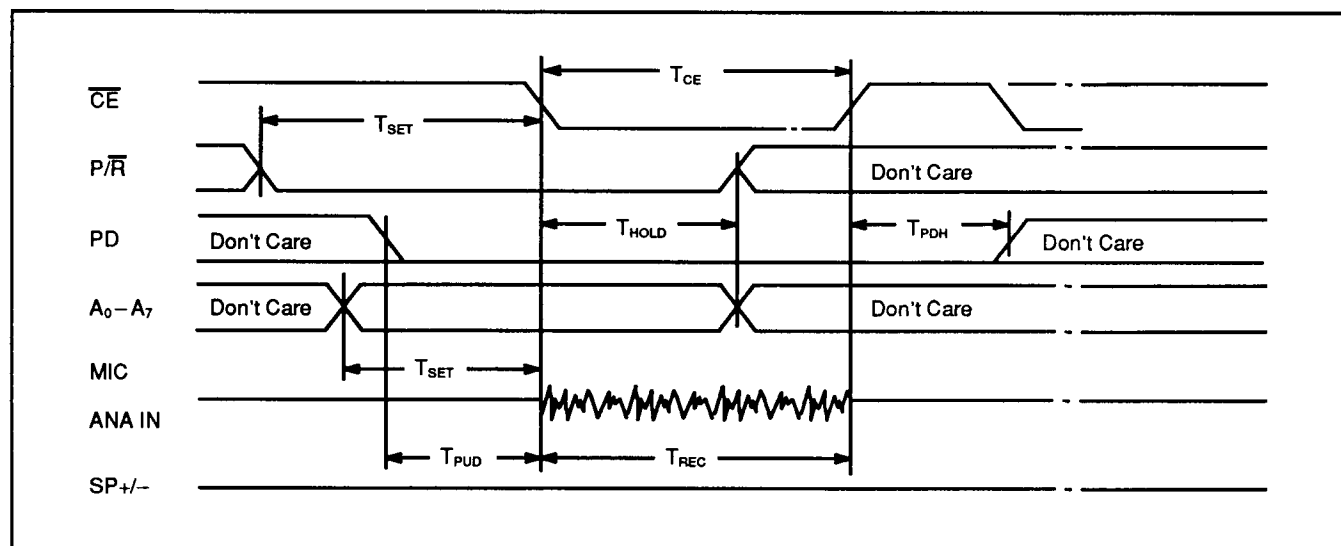 T_CE
C̅E̅
T_SET
P/R̅
Don't Care
PD
Don't Care
T_HOLD
T_PDH
Don't Care
A₀–A₇
Don't Care
Don't Care
MIC
T_SET
ANA IN
T_PUD
T_REC
SP+/–